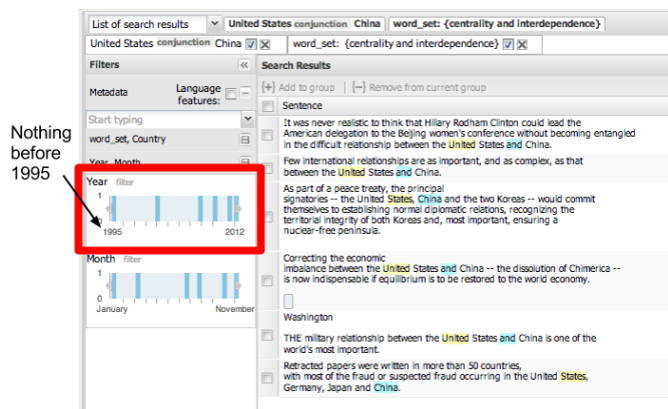 List of search results
United States conjunction China
word_set: {centrality and interdependence}
United States conjunction China
word_set: {centrality and interdependence}
Filters
Metadata
Language features:
Start typing
word_set, Country
Year, Month
Nothing
before
1995
Year filter
1
0
1995
2012
Month filter
1
0
January
November
Search Results
{+} Add to group | {−} Remove from current group
Sentence
It was never realistic to think that Hillary Rodham Clinton could lead the
American delegation to the Beijing women's conference without becoming entangled
in the difficult relationship between the United States and China.
Few international relationships are as important, and as complex, as that
between the United States and China.
As part of a peace treaty, the principal
signatories -- the United States, China and the two Koreas -- would commit
themselves to establishing normal diplomatic relations, recognizing the
territorial integrity of both Koreas and, most important, ensuring a
nuclear-free peninsula.
Correcting the economic
imbalance between the United States and China -- the dissolution of Chimerica --
is now indispensable if equilibrium is to be restored to the world economy.
Washington
THE military relationship between the United States and China is one of the
world's most important.
Retracted papers were written in more than 50 countries,
with most of the fraud or suspected fraud occurring in the United States,
Germany, Japan and China.